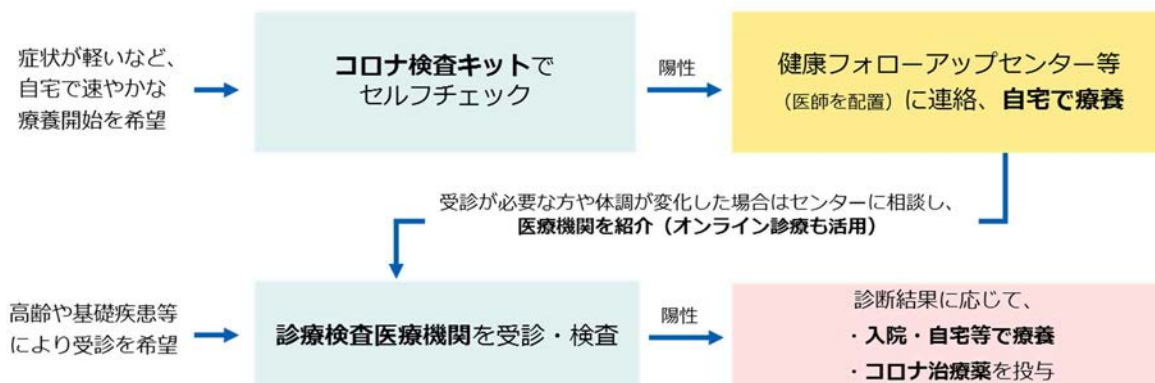 症状が軽いなど、
自宅で速やかな
療養開始を希望
コロナ検査キットで
セルフチェック
陽性
健康フォローアップセンター等
（医師を配置）に連絡、自宅で療養
受診が必要な方や体調が変化した場合はセンターに相談し、
医療機関を紹介（オンライン診療も活用）
高齢や基礎疾患等
により受診を希望
診療検査医療機関を受診・検査
陽性
診断結果に応じて、
・入院・自宅等で療養
・コロナ治療薬を投与